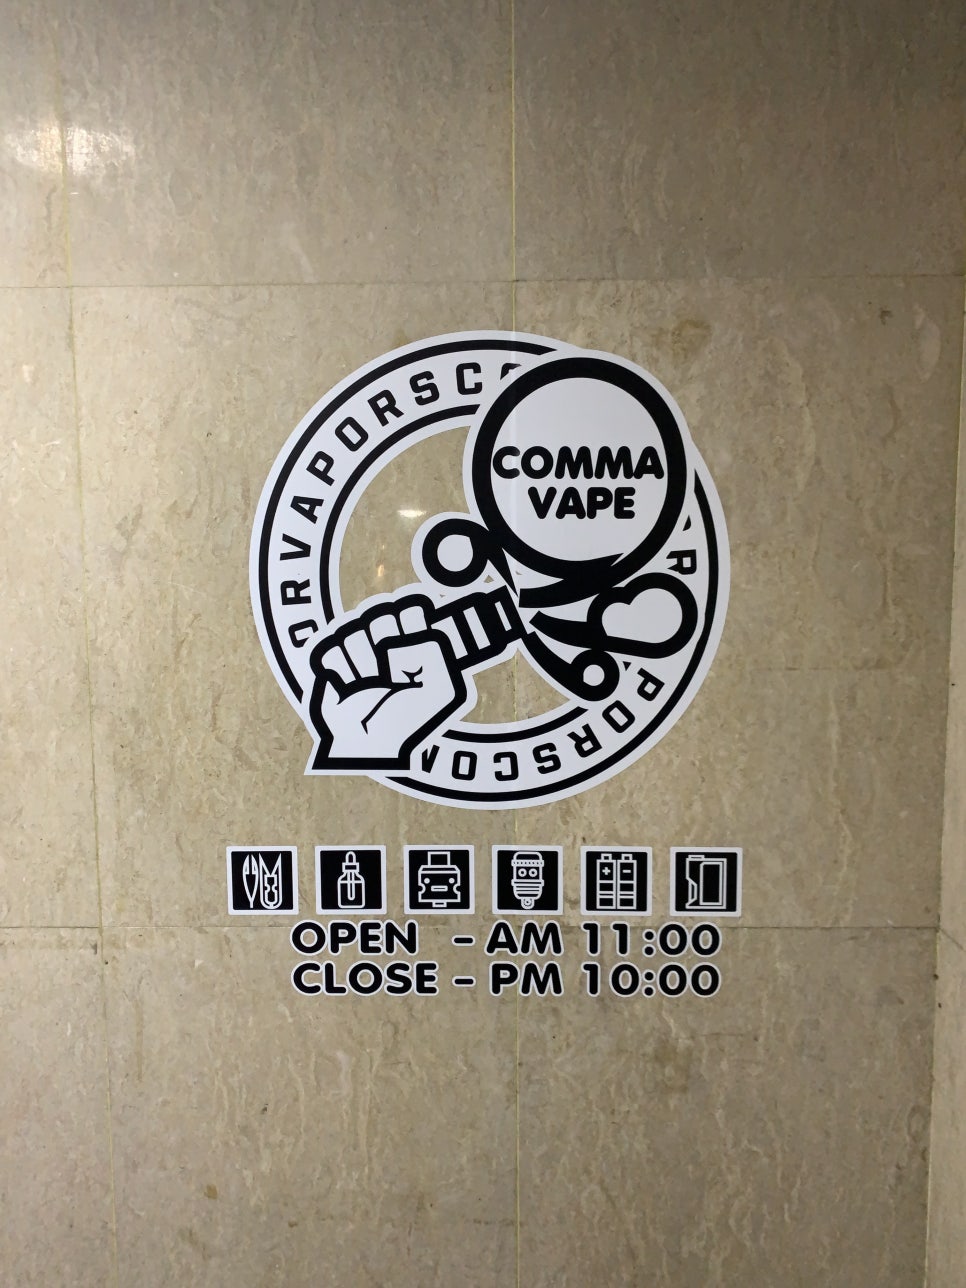 COMMA
VAPE
OPEN - AM 11:00
CLOSE - PM 10:00